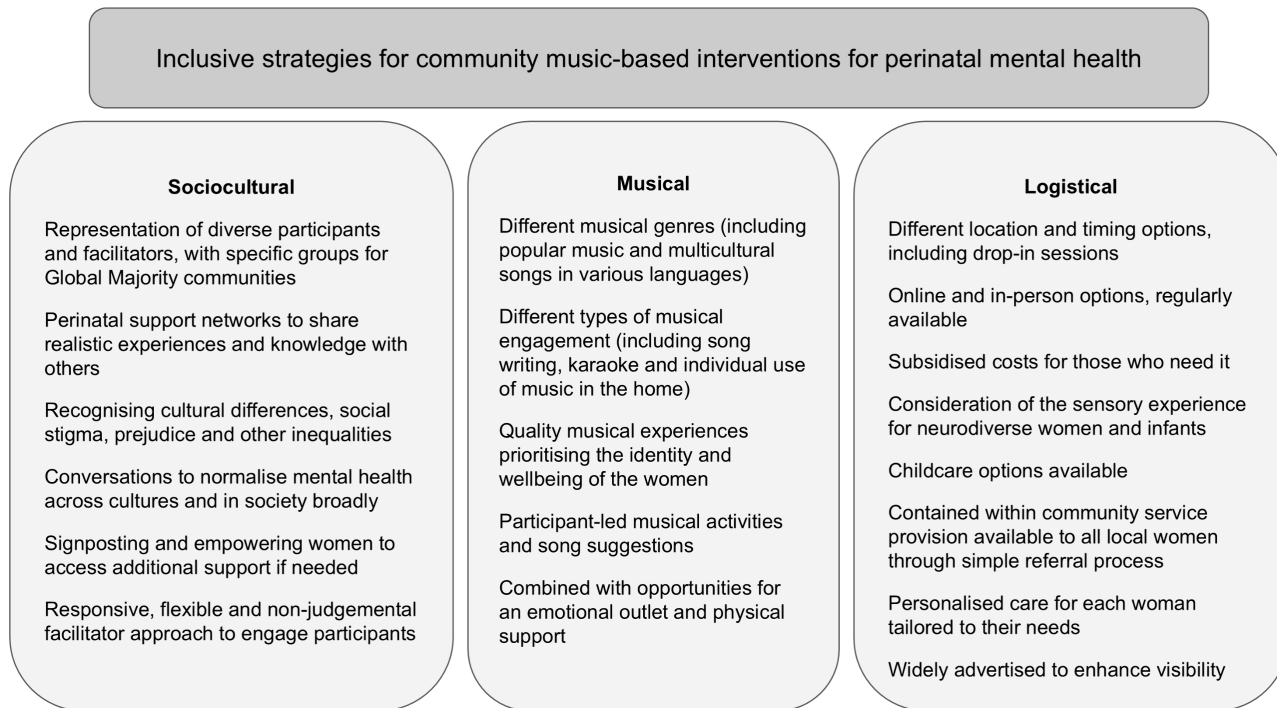 Inclusive strategies for community music-based interventions for perinatal mental health
Sociocultural
Representation of diverse participants
and facilitators, with specific groups for
Global Majority communities
Perinatal support networks to share
realistic experiences and knowledge with
others
Recognising cultural differences, social
stigma, prejudice and other inequalities
Conversations to normalise mental health
across cultures and in society broadly
Signposting and empowering women to
access additional support if needed
Responsive, flexible and non-judgemental
facilitator approach to engage participants
Musical
Different musical genres (including
popular music and multicultural
songs in various languages)
Different types of musical
engagement (including song
writing, karaoke and individual use
of music in the home)
Quality musical experiences
prioritising the identity and
wellbeing of the women
Participant-led musical activities
and song suggestions
Combined with opportunities for
an emotional outlet and physical
support
Logistical
Different location and timing options,
including drop-in sessions
Online and in-person options, regularly
available
Subsidised costs for those who need it
Consideration of the sensory experience
for neurodiverse women and infants
Childcare options available
Contained within community service
provision available to all local women
through simple referral process
Personalised care for each woman
tailored to their needs
Widely advertised to enhance visibility